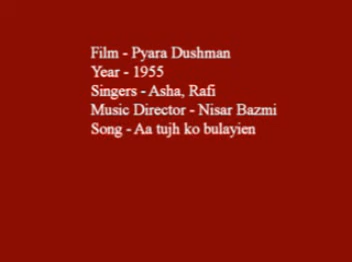 Film - Pyara Dushman
Year - 1955
Singers - Asha, Rafi
Music Director - Nisar Bazmi
Song - Aa tujh ko bulayien